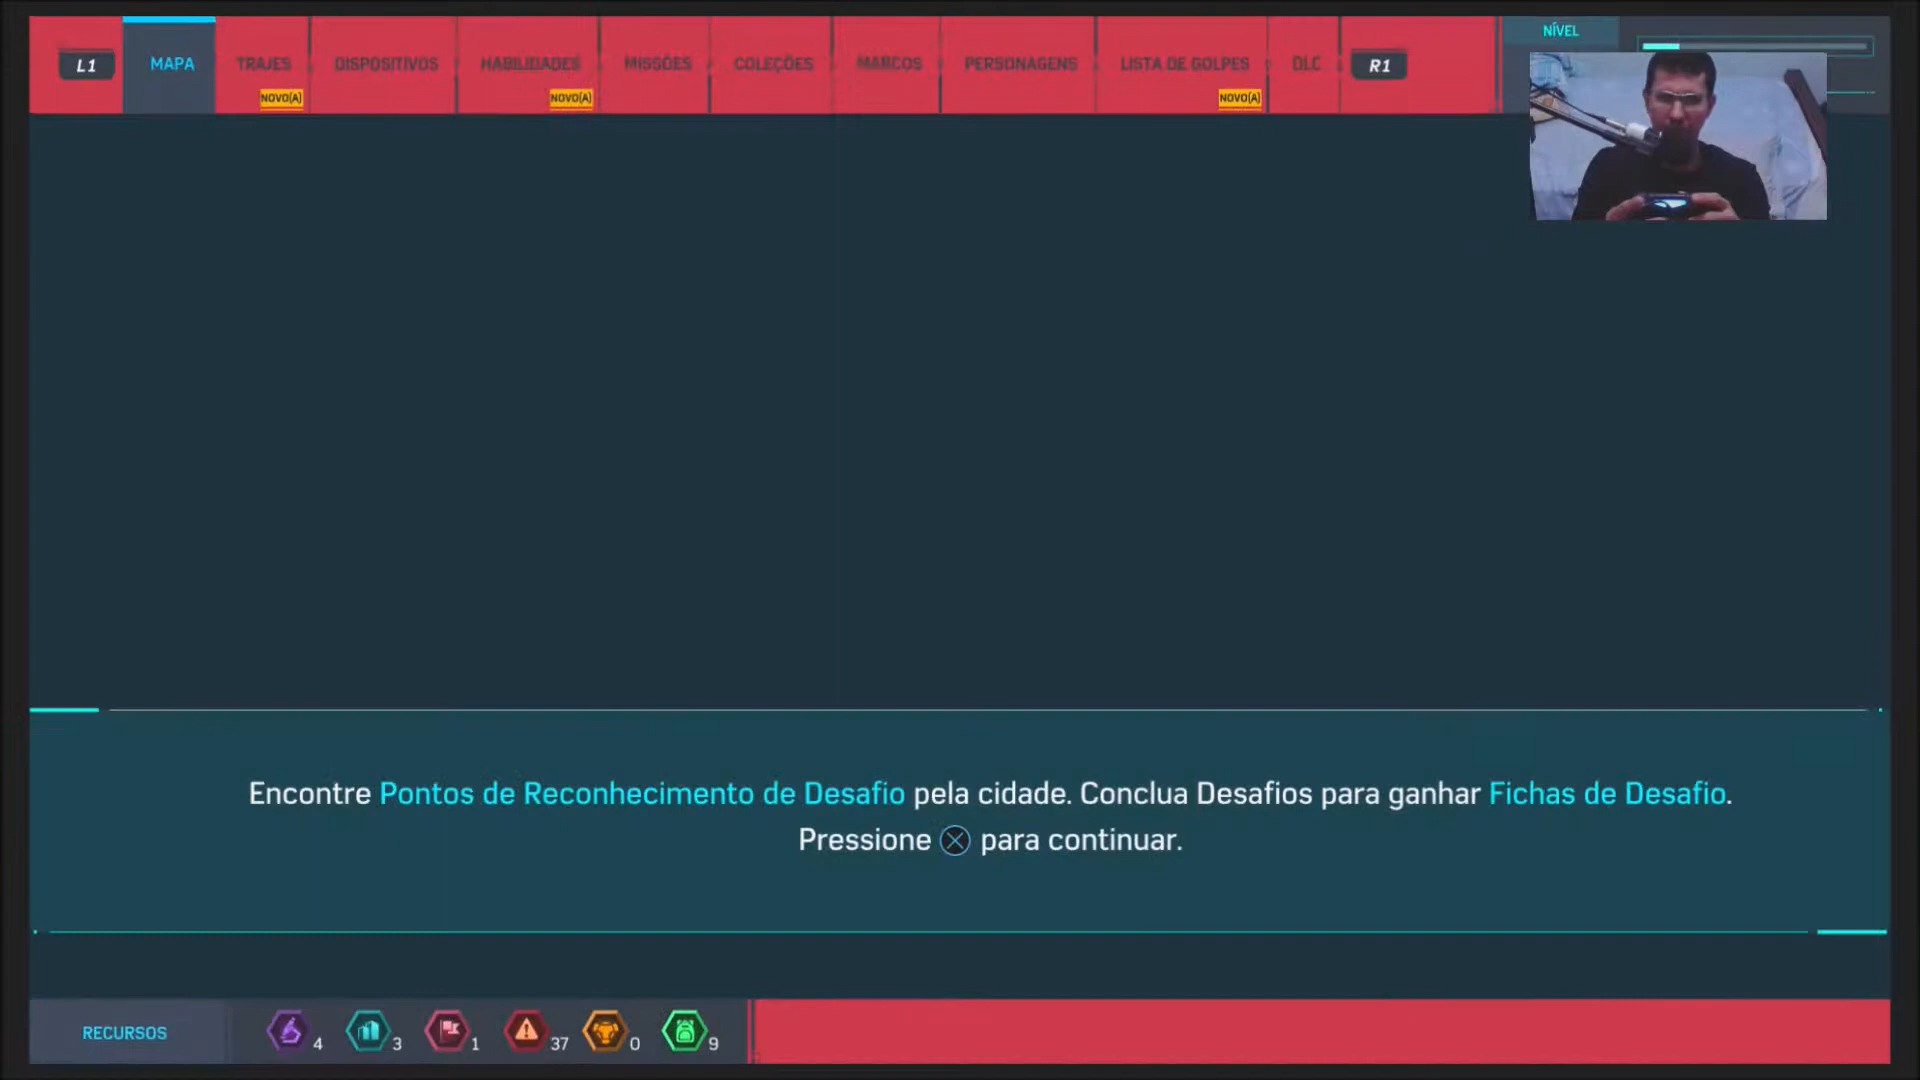 L1 MAPA TRAJES DISPOSITIVOS HABILIDADES MISSÕES COLEÇÕES MARCOS PERSONAGENS LISTA DE GOLPES DLC R1 NÍVEL
NOVO(A) NOVO(A) NOVO(A)
Encontre Pontos de Reconhecimento de Desafio pela cidade. Conclua Desafios para ganhar Fichas de Desafio.
Pressione para continuar.
RECURSOS 4 3 1 37 0 9